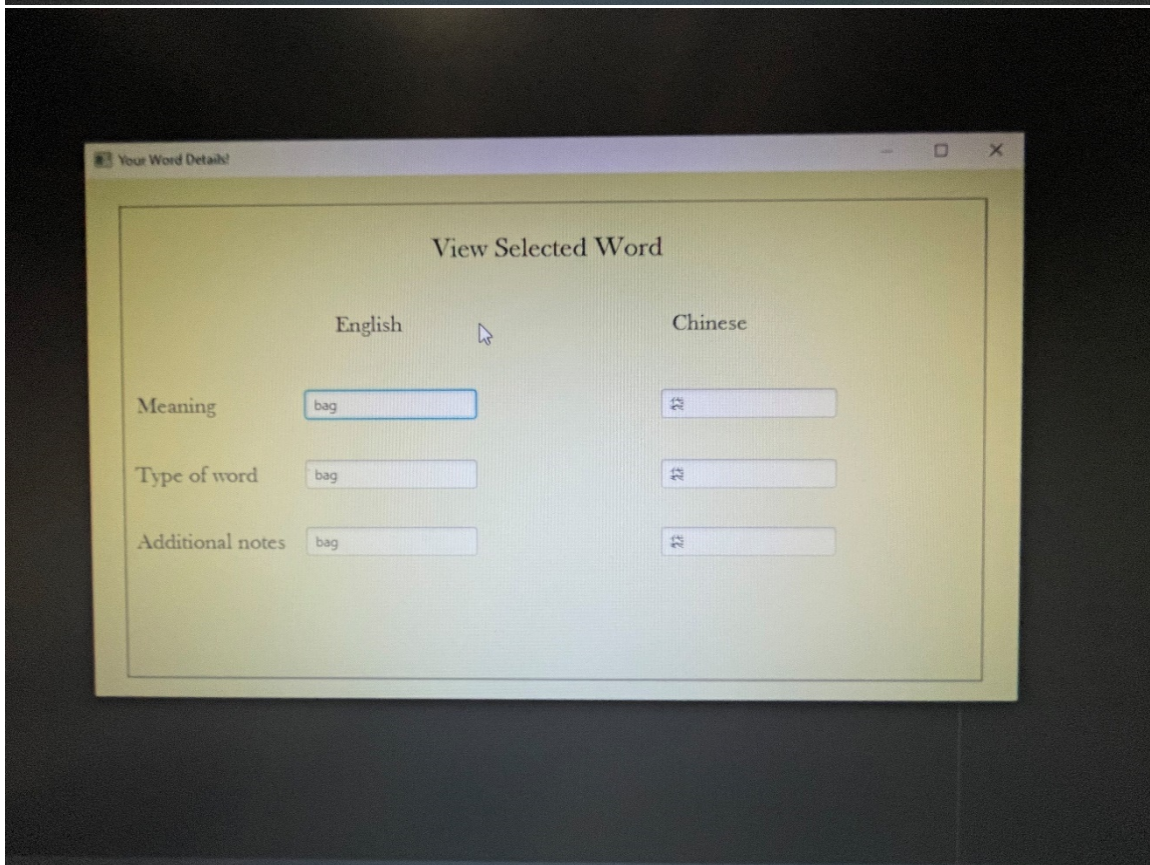 Your Word Details!
View Selected Word
English Chinese
Meaning bag
Type of word bag
Additional notes bag